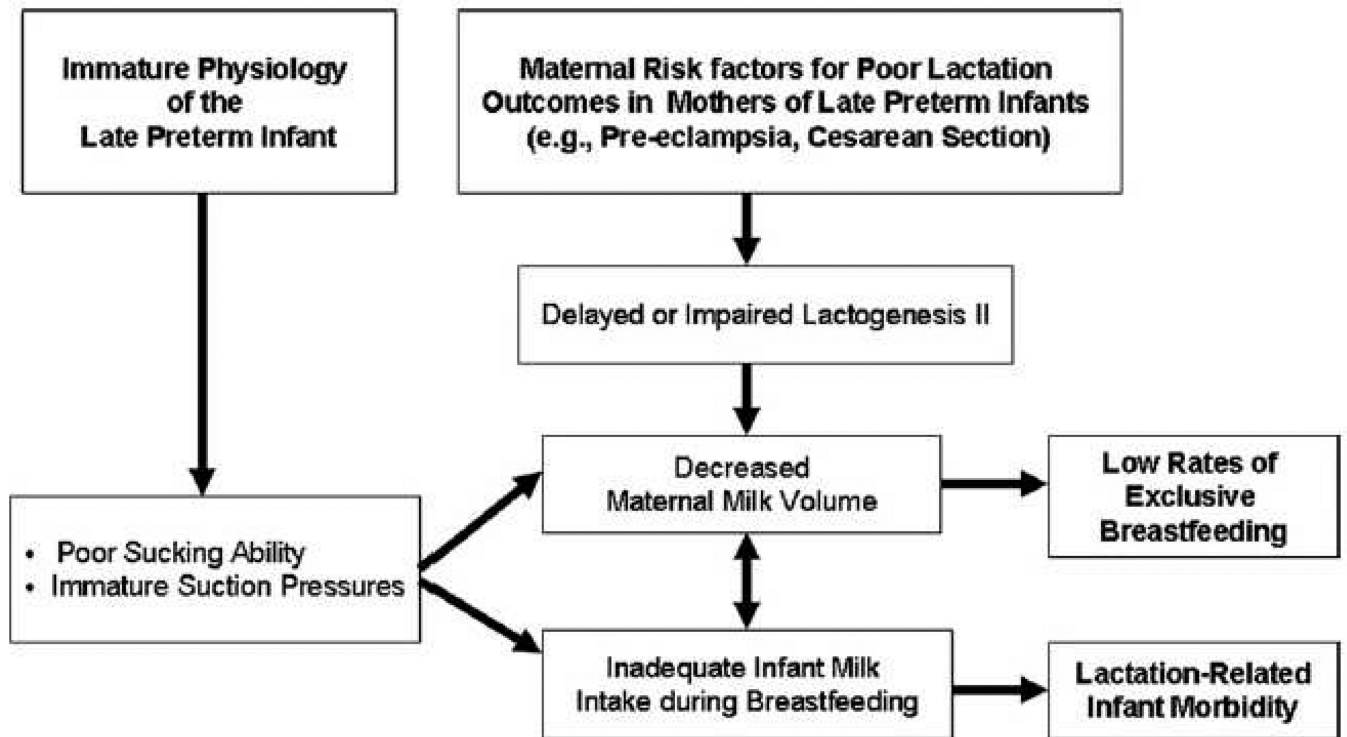 Immature Physiology
of the
Late Preterm Infant
Maternal Risk factors for Poor Lactation
Outcomes in Mothers of Late Preterm Infants
(e.g., Pre-eclampsia, Cesarean Section)
Delayed or Impaired Lactogenesis II
Decreased
Maternal Milk Volume
Low Rates of
Exclusive
Breastfeeding
• Poor Sucking Ability
• Immature Suction Pressures
Inadequate Infant Milk
Intake during Breastfeeding
Lactation-Related
Infant Morbidity